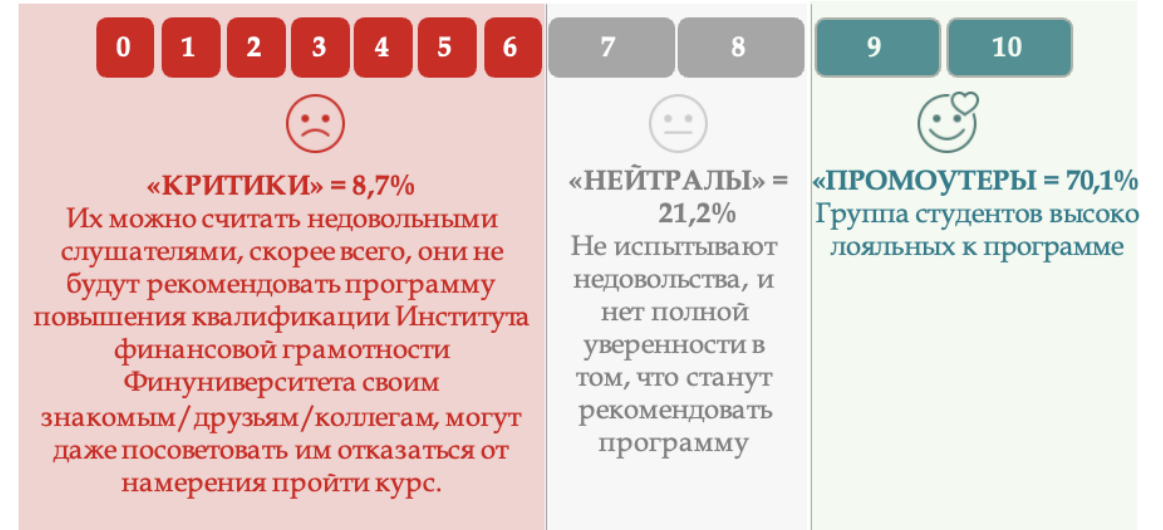 0 1 2 3 4 5 6 7 8 9 10
«КРИТИКИ» = 8,7%
Их можно считать недовольными
слушателями, скорее всего, они не
будут рекомендовать программу
повышения квалификации Института
финансовой грамотности
Финуниверситета своим
знакомым/друзьям/коллегам, могут
даже посоветовать им отказаться от
намерения пройти курс.
«НЕЙТРАЛЫ» =
21,2%
Не испытывают
недовольства, и
нет полной
уверенности в
том, что станут
рекомендовать
программу
«ПРОМОУТЕРЫ = 70,1%
Группа студентов высоко
лояльных к программе